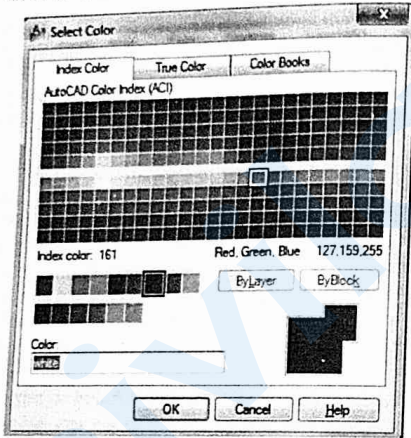 Select Color
Index Color True Color Color Books
AutoCAD Color Index (ACI)
Index color: 161 Red, Green, Blue 127,159,255
ByLayer ByBlock
Color:
white
OK Cancel Help